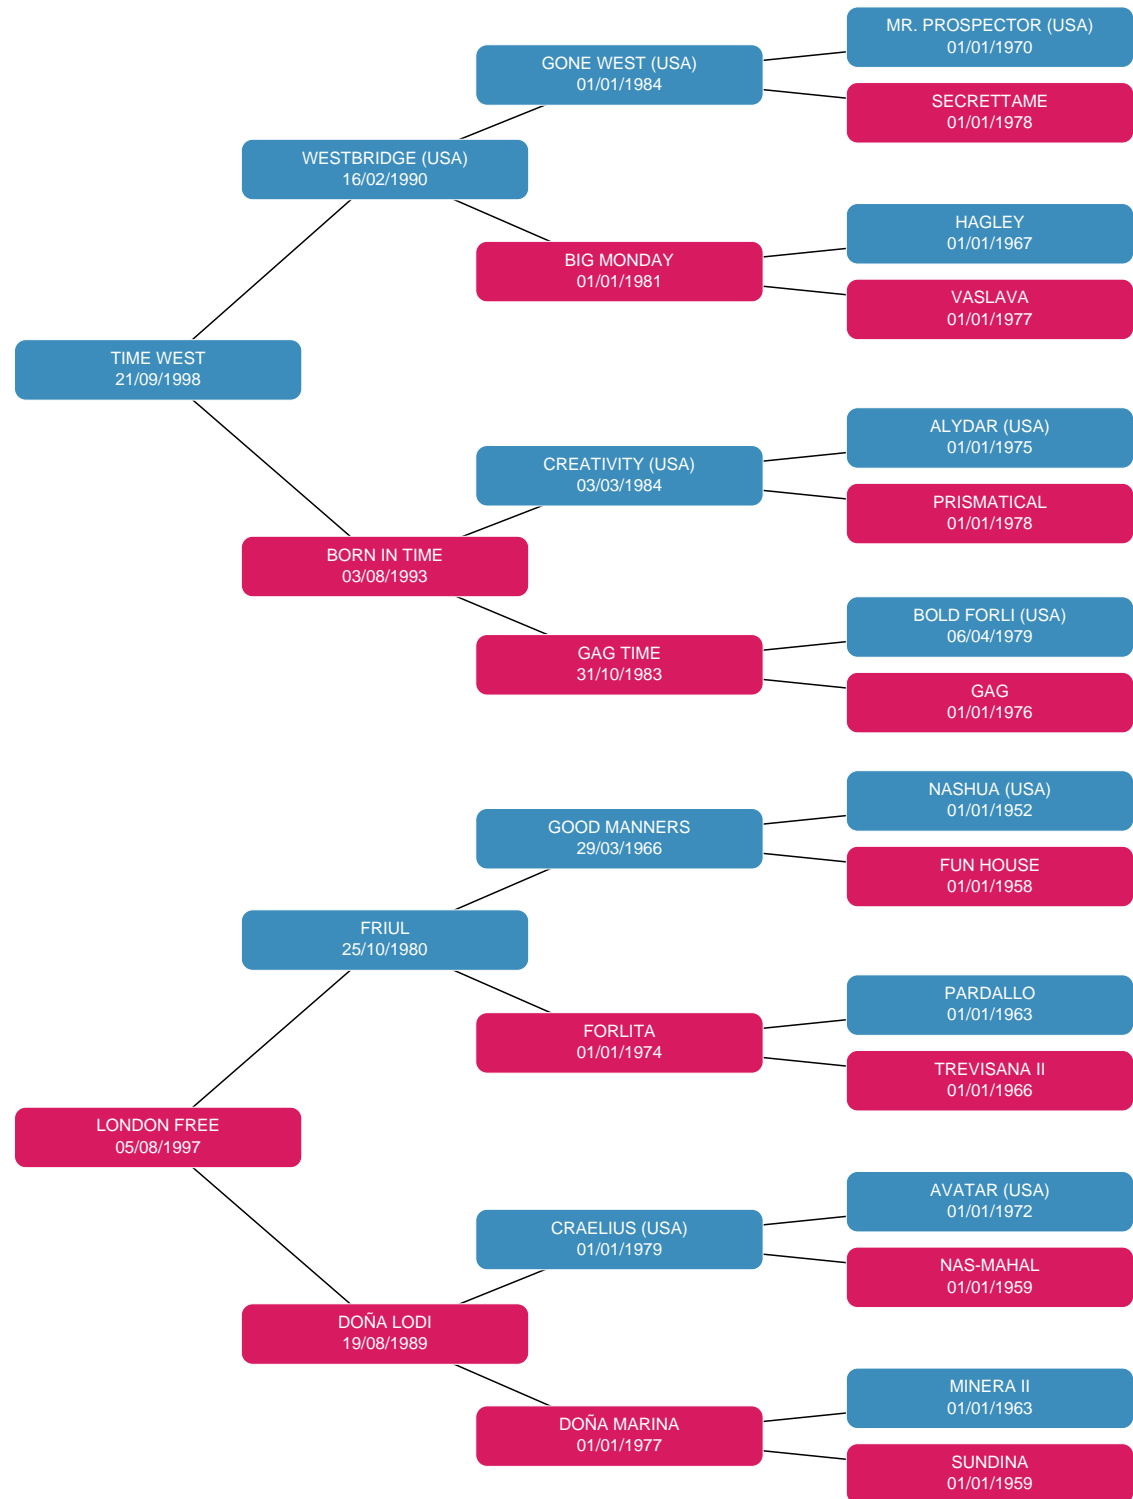 MR. PROSPECTOR (USA)
01/01/1970
GONE WEST (USA)
01/01/1984
SECRETTAME
01/01/1978
WESTBRIDGE (USA)
16/02/1990
HAGLEY
01/01/1967
BIG MONDAY
01/01/1981
VASLAVA
01/01/1977
TIME WEST
21/09/1998
ALYDAR (USA)
01/01/1975
CREATIVITY (USA)
03/03/1984
PRISMATICAL
01/01/1978
BORN IN TIME
03/08/1993
BOLD FORLI (USA)
06/04/1979
GAG TIME
31/10/1983
GAG
01/01/1976
NASHUA (USA)
01/01/1952
GOOD MANNERS
29/03/1966
FUN HOUSE
01/01/1958
FRIUL
25/10/1980
PARDALLO
01/01/1963
FORLITA
01/01/1974
TREVISANA II
01/01/1966
LONDON FREE
05/08/1997
AVATAR (USA)
01/01/1972
CRAELIUS (USA)
01/01/1979
NAS-MAHAL
01/01/1959
DOÑA LODI
19/08/1989
MINERA II
01/01/1963
DOÑA MARINA
01/01/1977
SUNDINA
01/01/1959